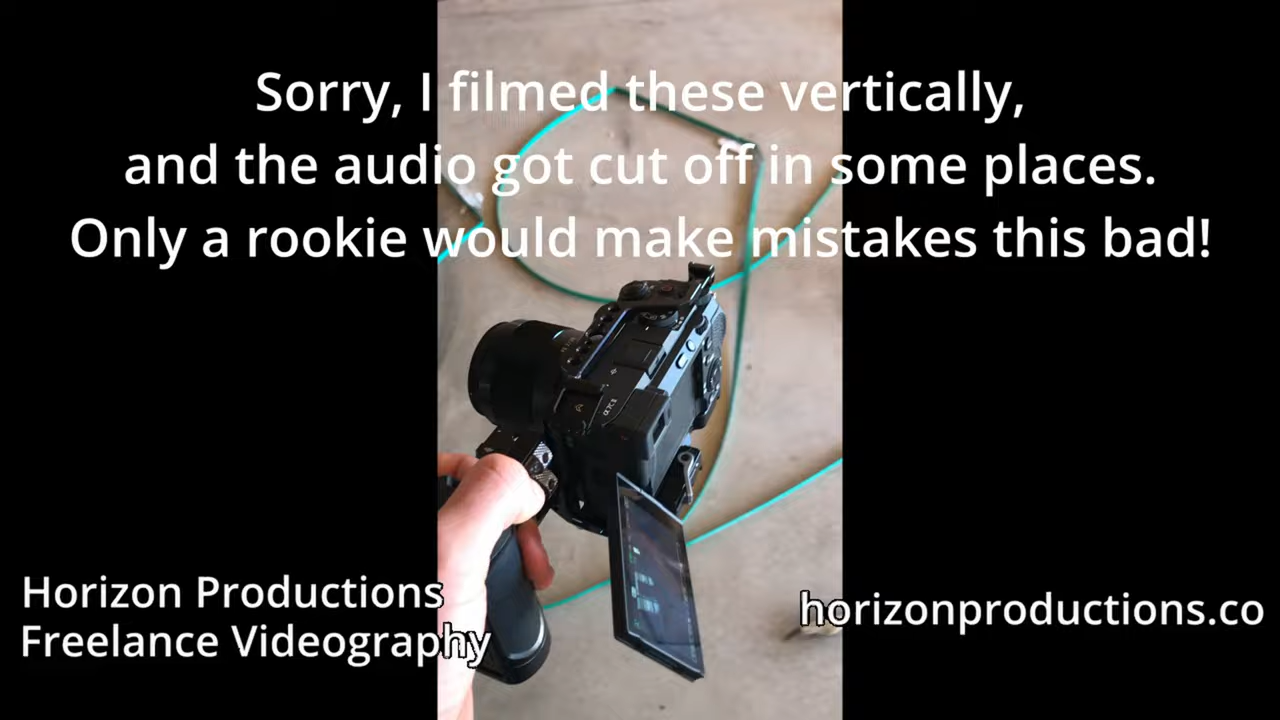 Sorry, I filmed these vertically,
and the audio got cut off in some places.
Only a rookie would make mistakes this bad!
Horizon Productions
Freelance Videography
horizonproductions.co